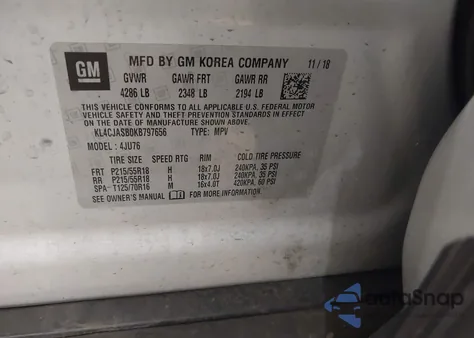 GM
MFD BY GM KOREA COMPANY 11/18
GVWR GAWR FRT GAWR RR
4286 LB 2348 LB 2194 LB
THIS VEHICLE CONFORMS TO ALL APPLICABLE U.S. FEDERAL MOTOR
VEHICLE SAFETY AND THEFT PREVENTION STANDARDS IN EFFECT ON
THE DATE OF MANUFACTURE SHOWN ABOVE.
KL4CJASB0KB797656 TYPE: MPV
MODEL: 4JU76
TIRE SIZE SPEED RTG RIM COLD TIRE PRESSURE
FRT P215/55R18 H 18x7.0J 240KPA, 35 PSI
RR P215/55R18 H 18x7.0J 240KPA, 35 PSI
SPA T125/70R16 M 16x4.0T 420KPA, 60 PSI
SEE OWNER'S MANUAL FOR MORE INFORMATION.
DataSnap